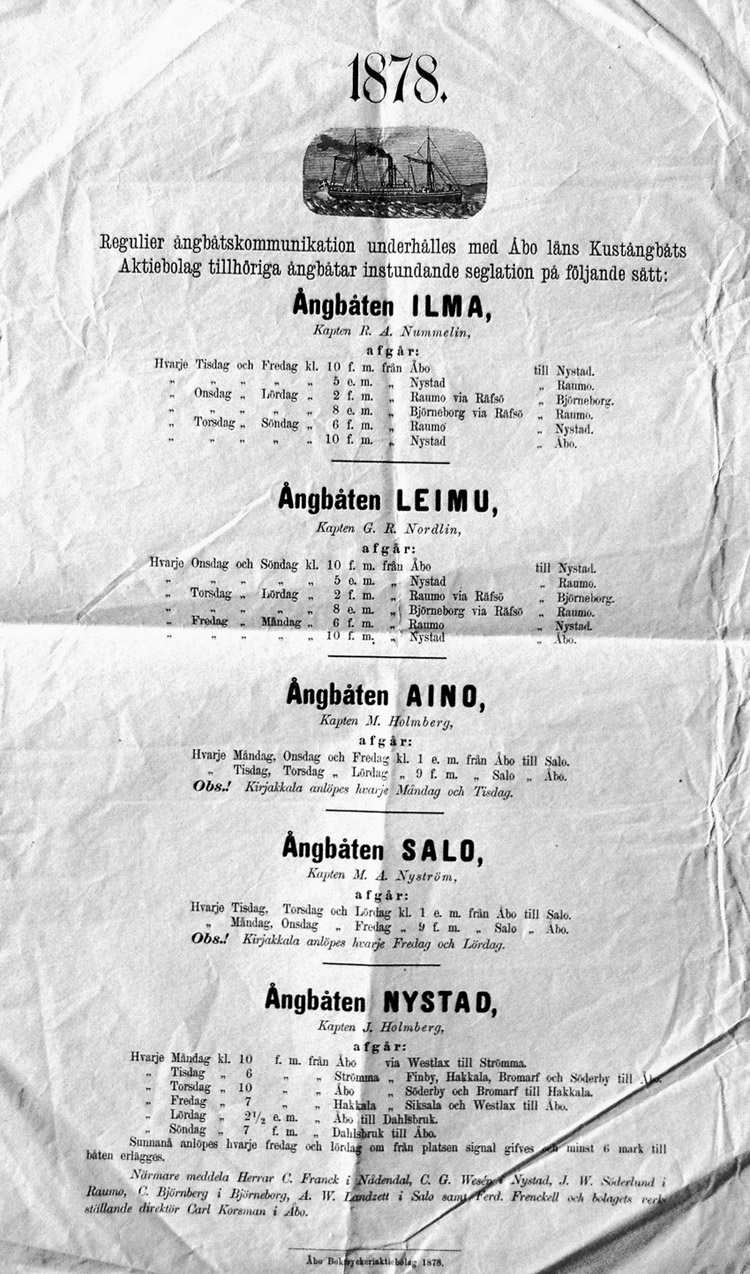 1878.
Regulier ångbåtskommunikation underhålles med Åbo läns Kustångbåts
Aktiebolag tillhöriga ångbåtar instundande seglation på följande sätt:
Ångbåten ILMA,
Kapten R. A. Nummelin,
afgår:
Hvarje Tisdag och Fredag kl. 10 f. m. från Åbo till Nystad.
„ „ „ „ „ 5 e. m. „ Nystad „ Raumo.
„ Onsdag „ Lördag „ 2 f. m. „ Raumo via Räfsö „ Björneborg.
„ „ „ „ „ 8 e. m. „ Björneborg via Räfsö „ Raumo.
„ Torsdag „ Söndag „ 6 f. m. „ Raumo „ Nystad.
„ „ „ „ „ 10 f. m. „ Nystad „ Åbo.
Ångbåten LEIMU,
Kapten G. R. Nordlin,
afgår:
Hvarje Onsdag och Söndag kl. 10 f. m. från Åbo till Nystad.
„ „ „ „ „ 5 e. m. „ Nystad „ Raumo.
„ Torsdag „ Lördag „ 2 f. m. „ Raumo via Räfsö „ Björneborg.
„ „ „ „ „ 8 e. m. „ Björneborg via Räfsö „ Raumo.
„ Fredag „ Måndag „ 6 f. m. „ Raumo „ Nystad.
„ „ „ „ „ 10 f. m. „ Nystad „ Åbo.
Ångbåten AINO,
Kapten M. Holmberg,
afgår:
Hvarje Måndag, Onsdag och Fredag kl. 1 e. m. från Åbo till Salo.
„ Tisdag, Torsdag „ Lördag „ 9 f. m. „ Salo „ Åbo.
Obs.! Kirjakkala anlöpes hvarje Måndag och Tisdag.
Ångbåten SALO,
Kapten M. A. Nyström,
afgår:
Hvarje Tisdag, Torsdag och Lördag kl. 1 e. m. från Åbo till Salo.
„ Måndag, Onsdag „ Fredag „ 9 f. m. „ Salo „ Åbo.
Obs.! Kirjakkala anlöpes hvarje Fredag och Lördag.
Ångbåten NYSTAD,
Kapten J. Holmberg,
afgår:
Hvarje Måndag kl. 10 f. m. från Åbo via Westlax till Strömma.
„ Tisdag „ 6 „ „ Strömma „ Finby, Hakkala, Bromarf och Söderby till Åbo.
„ Torsdag „ 10 „ „ Åbo „ Söderby och Bromarf till Hakkala.
„ Fredag „ 7 „ „ Hakkala „ Siksala och Westlax till Åbo.
„ Lördag „ 2 1/2 e. m. „ Åbo till Dahlsbruk.
„ Söndag „ 7 f. m. „ Dahlsbruk till Åbo.
Sunnanå anlöpes hvarje fredag och lördag om från platsen signal gifves och minst 6 mark till
båten erlägges.
Närmare meddela Herrar C. Franck i Nådendal, C. G. Wesén i Nystad, J. W. Söderlund i
Raumo, C. Björnberg i Björneborg, A. W. Landzett i Salo samt Ferd. Frenckell och bolagets verk-
ställande direktör Carl Korsman i Åbo.
Åbo Boktryckeriaktiebolag 1878.